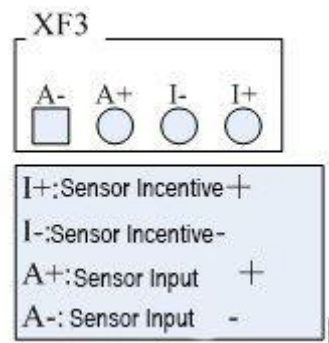 XF3
A- A+ I- I+
I+:Sensor Incentive+
I-:Sensor Incentive-
A+:Sensor Input +
A-: Sensor Input -